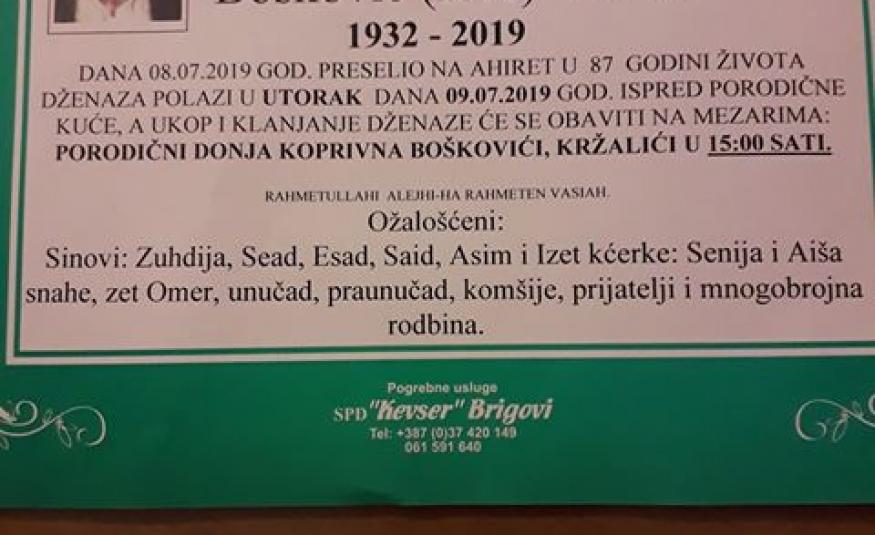 1932 - 2019
DANA 08.07.2019 GOD. PRESELIO NA AHIRET U 87 GODINI ŽIVOTA
DŽENAZA POLAZI U UTORAK DANA 09.07.2019 GOD. ISPRED PORODIČNE
KUĆE, A UKOP I KLANJANJE DŽENAZE ĆE SE OBAVITI NA MEZARIMA:
PORODIČNI DONJA KOPRIVNA BOŠKOVIĆI, KRŽALIĆI U 15:00 SATI.
RAHMETULLAHI ALEJHI-HA RAHMETEN VASIAH.
Ožalošćeni:
Sinovi: Zuhdija, Sead, Esad, Said, Asim i Izet kćerke: Senija i Aiša
snahe, zet Omer, unučad, praunučad, komšije, prijatelji i mnogobrojna
rodbina.
Pogrebne usluge
SPD "Kevser" Brigovi
Tel: +387 (0)37 420 149
061 591 640